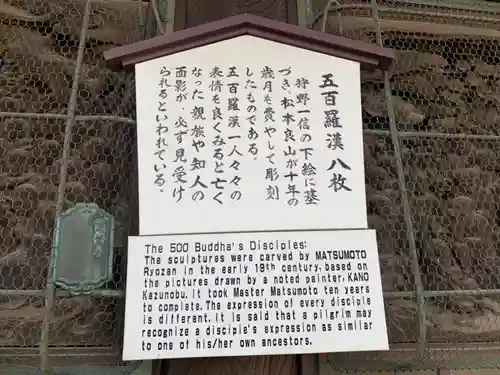 五百羅漢 八枚
狩野一信の下絵に基
づき、松本良山が十年の
歳月を費やして彫刻
したものである。
五百羅漢一人々々の
表情を良くみると亡く
なった親族や知人の
面影が、必ず見受け
られるといわれている。
The 500 Buddha's Disciples:
The sculptures were carved by MATSUMOTO
Ryozan in the early 19th century, based on
the pictures drawn by a noted painter, KANO
Kazunobu. It took Master Matsumoto ten years
to complete. The expression of every disciple
is different. It is said that a pilgrim may
recognize a disciple's expression as similar
to one of his/her own ancestors.